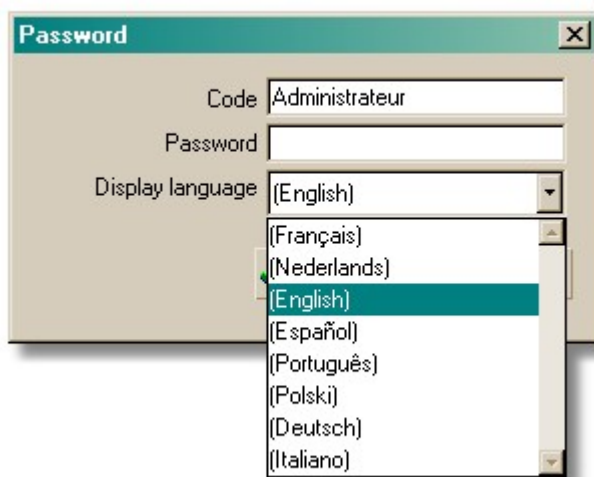 Password
Code Administrateur
Password
Display language (English)
(Français)
(Nederlands)
(English)
(Español)
(Português)
(Polski)
(Deutsch)
(Italiano)